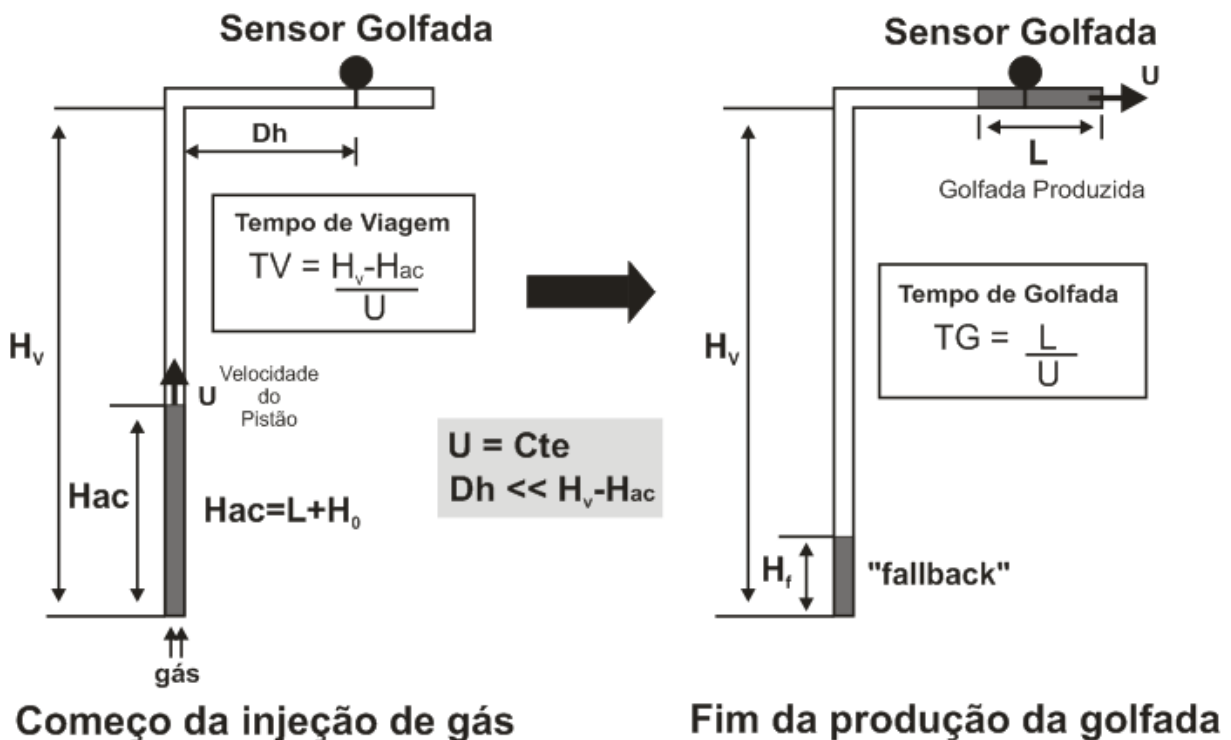 Sensor Golfada
Dh
Tempo de Viagem
TV = Hv-Hac
U
Hv
U
Velocidade
do
Pistão
Hac
Hac=L+H0
gás
Começo da injeção de gás
U = Cte
Dh << Hv-Hac
Sensor Golfada
U
L
Golfada Produzida
Tempo de Golfada
TG = L
U
Hv
Hf
"fallback"
Fim da produção da golfada